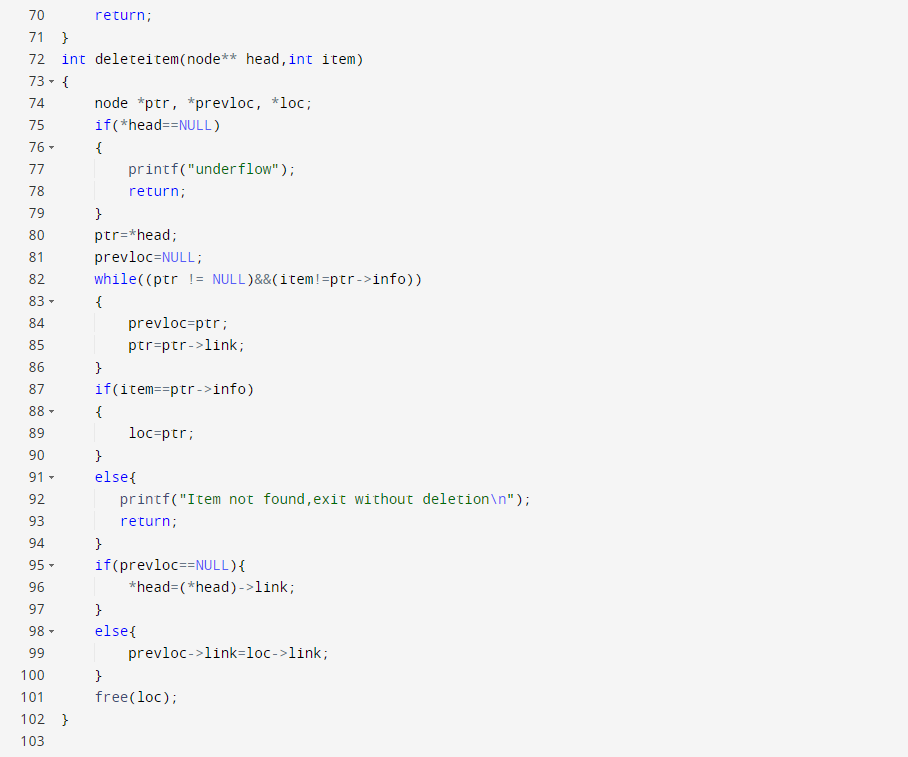 70 return;
71 }
72 int deleteitem(node** head,int item)
73 {
74 node *ptr, *prevloc, *loc;
75 if(*head==NULL)
76 {
77 printf("underflow");
78 return;
79 }
80 ptr=*head;
81 prevloc=NULL;
82 while((ptr != NULL)&&(item!=ptr->info))
83 {
84 prevloc=ptr;
85 ptr=ptr->link;
86 }
87 if(item==ptr->info)
88 {
89 loc=ptr;
90 }
91 else{
92 printf("Item not found,exit without deletion\n");
93 return;
94 }
95 if(prevloc==NULL){
96 *head=(*head)->link;
97 }
98 else{
99 prevloc->link=loc->link;
100 }
101 free(loc);
102 }
103